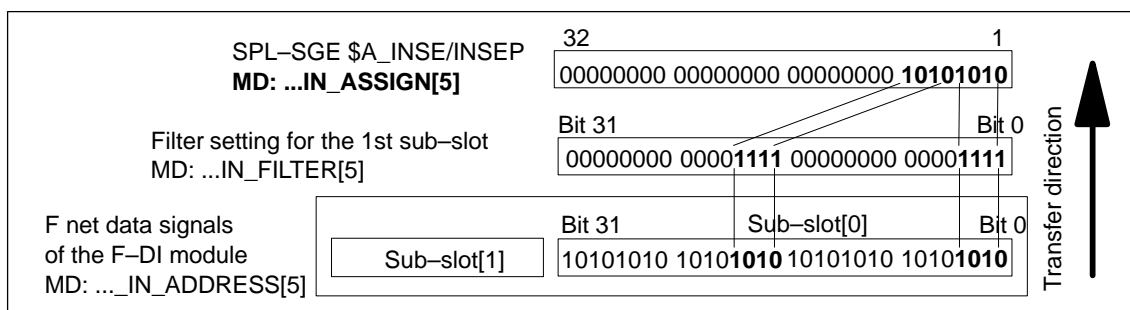 32 1
SPL–SGE $A_INSE/INSEP
MD: ...IN_ASSIGN[5]
00000000 00000000 00000000 10101010
Bit 31 Bit 0
Filter setting for the 1st sub–slot
MD: ...IN_FILTER[5]
00000000 00001111 00000000 00001111
F net data signals
of the F–DI module
MD: ..._IN_ADDRESS[5]
Bit 31 Sub–slot[0] Bit 0
Sub–slot[1]
10101010 10101010 10101010 10101010
Transfer direction